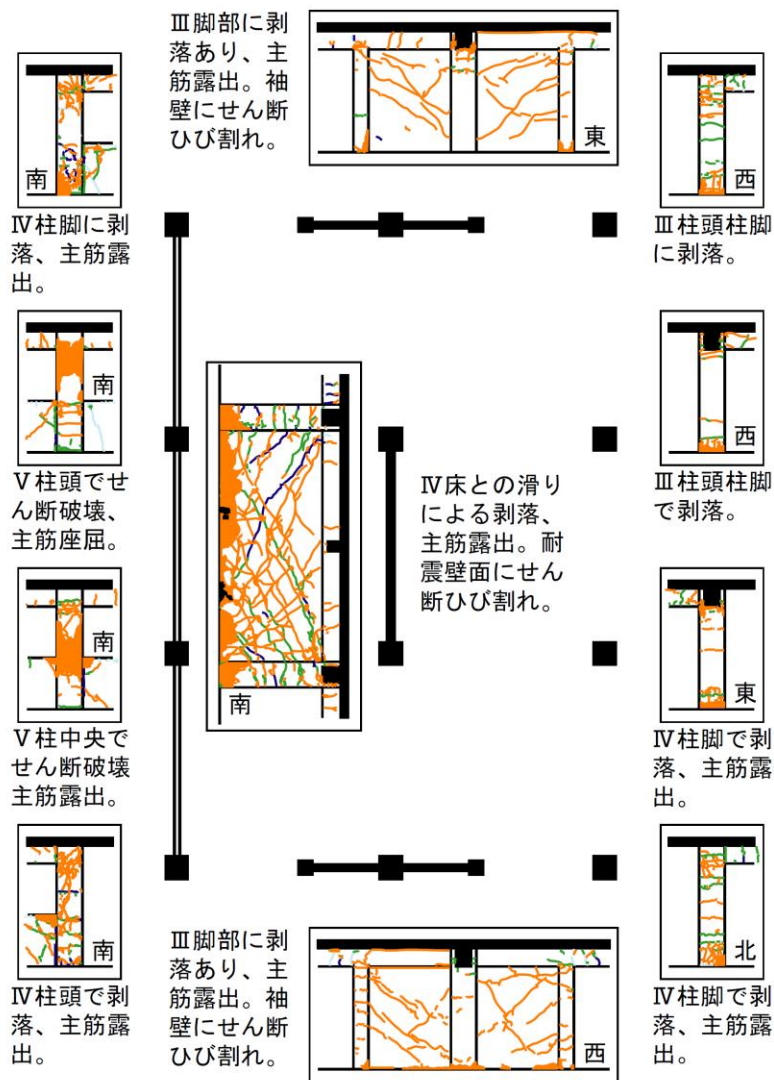 Ⅲ脚部に剥
落あり、主
筋露出。袖
壁にせん断
ひび割れ。
東
南
Ⅳ柱脚に剥
落、主筋露
出。
西
Ⅲ柱頭柱脚
に剥落。
南
Ⅴ柱頭でせ
ん断破壊、
主筋座屈。
南
Ⅳ床との滑り
による剥落、
主筋露出。耐
震壁面にせん
断ひび割れ。
西
Ⅲ柱頭柱脚
で剥落。
南
Ⅴ柱中央で
せん断破壊
主筋露出。
東
Ⅳ柱脚で剥
落、主筋露
出。
南
Ⅳ柱頭で剥
落、主筋露
出。
Ⅲ脚部に剥
落あり、主
筋露出。袖
壁にせん断
ひび割れ。
西
北
Ⅳ柱脚で剥
落、主筋露
出。